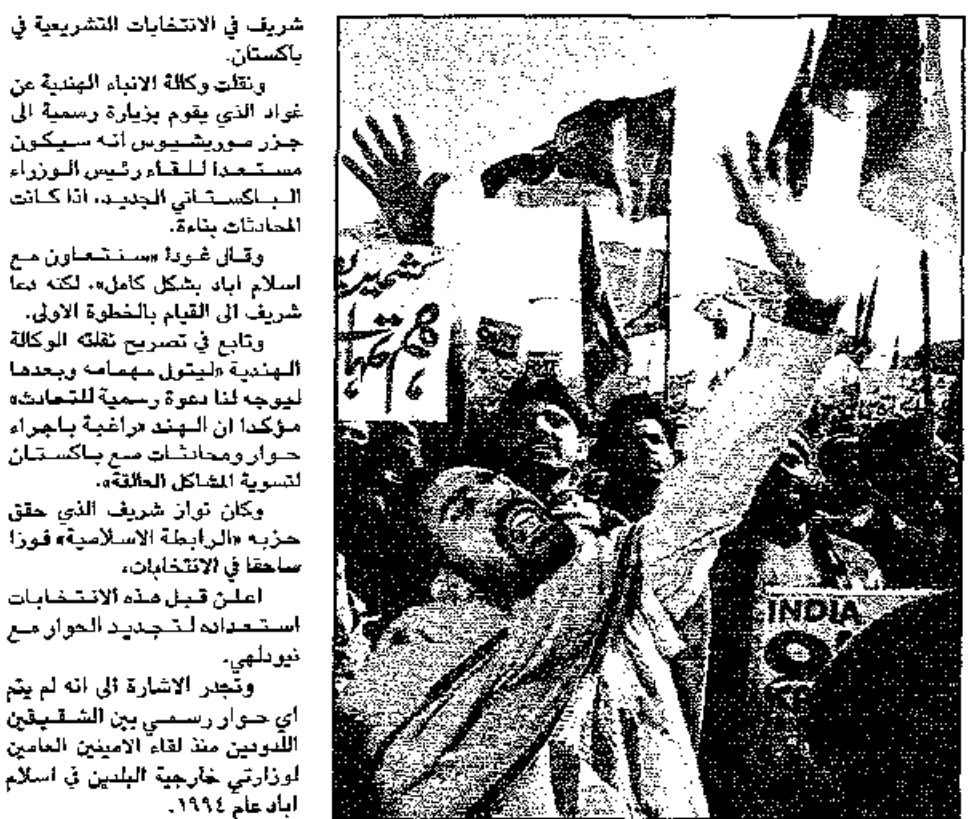 شريف في الانتخابات التشريعية في
باكستان.
ونقلت وكالة الانباء الهندية عن
غواد الذي يقوم بزيارة رسمية الى
جزر موريشيوس انه سيكون
مستعدا للقاء رئيس الوزراء
الباكستاني الجديد، اذا كانت
المحادثات بناءة.
وقال غودا «سنتعاون مع
اسلام اباد بشكل كامل»، لكنه دعا
شريف الى القيام بالخطوة الاولى.
وتابع في تصريح نقلته الوكالة
الهندية «ليتول مهمامه وبعدها
ليوجه لنا دعوة رسمية للتحادث»
مؤكدا ان الهند «راغبة باجراء
حوار ومحادثات مع باكستان
لتسوية المشاكل العالقة».
وكان نواز شريف الذي حقق
حزبه «الرابطة الاسلامية» فوزا
ساحقا في الانتخابات،
اعلن قبل هذه الانتخابات
استعداده لتجديد الحوار مع
نيودلهي.
وتجدر الاشارة الى انه لم يتم
اي حوار رسمي بين الشقيقين
اللدودين منذ لقاء الامينين العامين
لوزارتي خارجية البلدين في اسلام
اباد عام ١٩٩٤.
INDIA